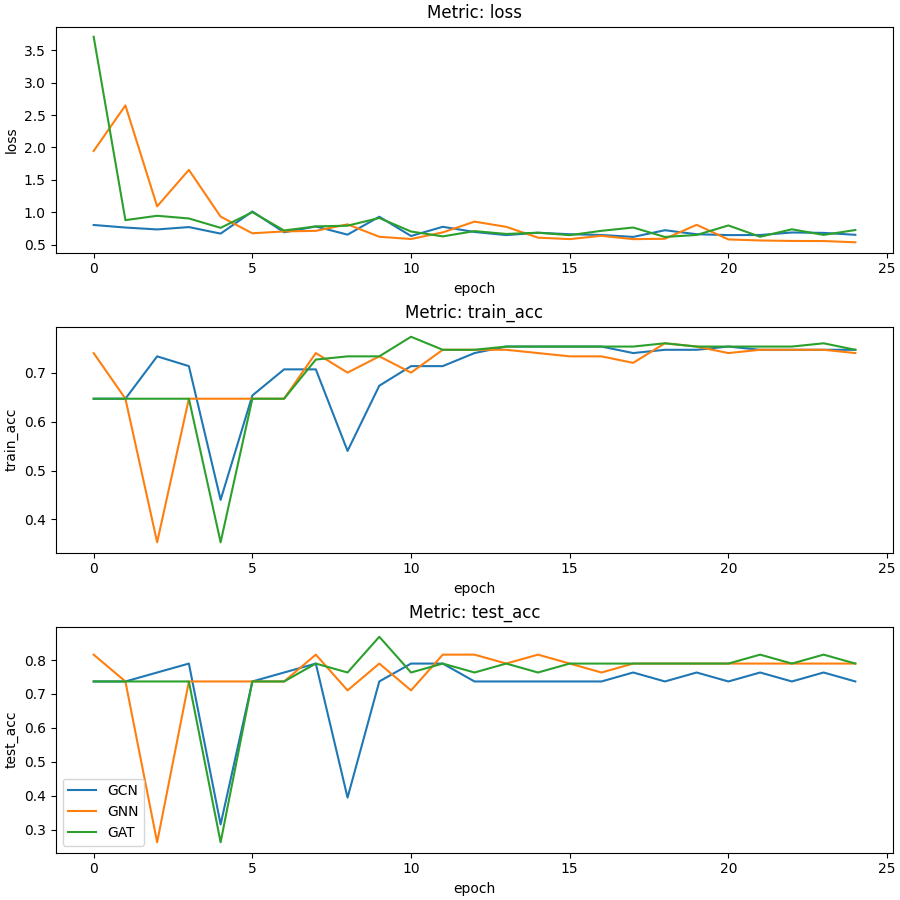 Metric: loss
3.5
3.0
2.5
2.0
1.5
1.0
0.5
loss
0 5 10 15 20 25
epoch
Metric: train_acc
0.7
0.6
0.5
0.4
train_acc
0 5 10 15 20 25
epoch
Metric: test_acc
0.8
0.7
0.6
0.5
0.4
0.3
test_acc
GCN
GNN
GAT
0 5 10 15 20 25
epoch